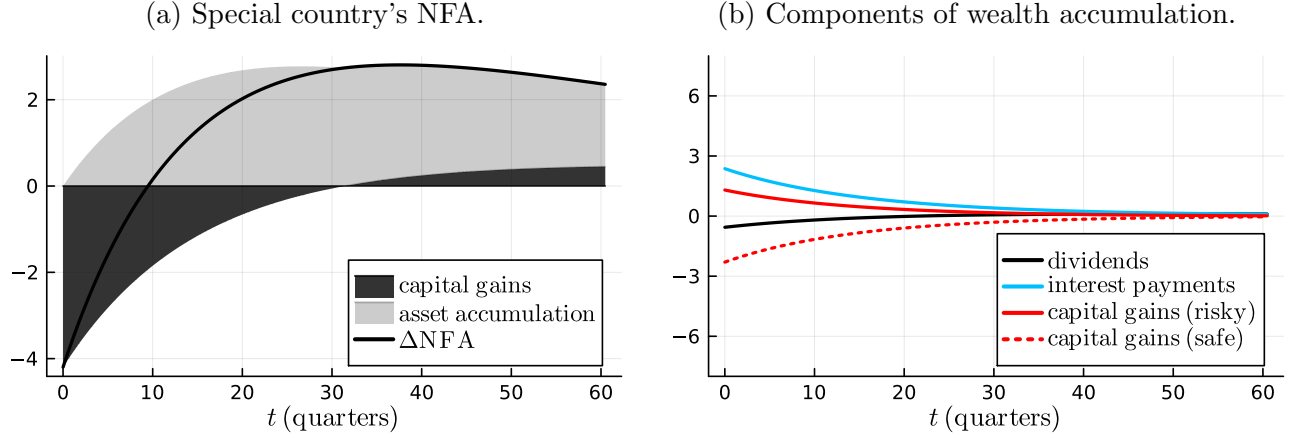 (a) Special country's NFA.
2
0
−2
−4
0 10 20 30 40 50 60
t (quarters)
capital gains
asset accumulation
ΔNFA
(b) Components of wealth accumulation.
6
3
0
−3
−6
0 10 20 30 40 50 60
t (quarters)
dividends
interest payments
capital gains (risky)
capital gains (safe)